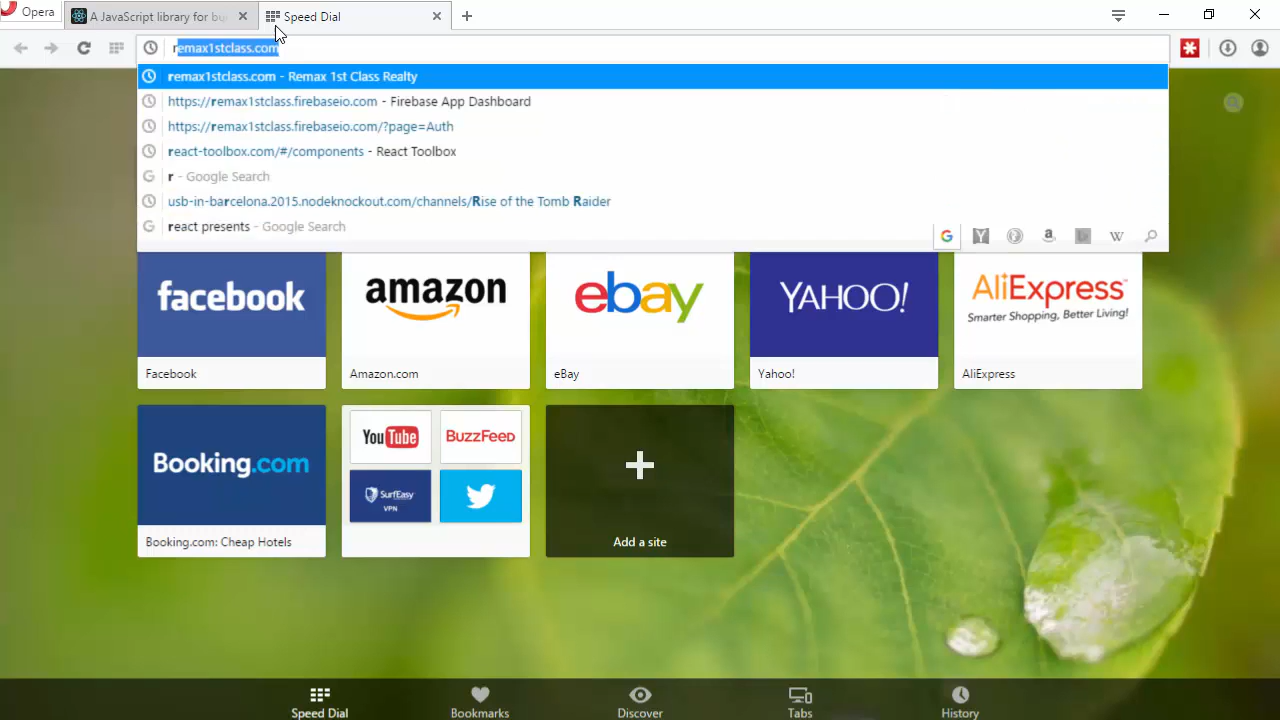 Opera
A JavaScript library for bu
Speed Dial
remax1stclass.com
remax1stclass.com - Remax 1st Class Realty
https://remax1stclass.firebaseio.com - Firebase App Dashboard
https://remax1stclass.firebaseio.com/?page=Auth
react-toolbox.com/#/components - React Toolbox
r - Google Search
usb-in-barcelona.2015.nodeknockout.com/channels/Rise of the Tomb Raider
react presents - Google Search
facebook
amazon
ebay
YAHOO!
AliExpress™
Smarter Shopping, Better Living!
Facebook
Amazon.com
eBay
Yahoo!
AliExpress
Booking.com
YouTube
BuzzFeed
SurfEasy
VPN
Booking.com: Cheap Hotels
Add a site
Speed Dial
Bookmarks
Discover
Tabs
History